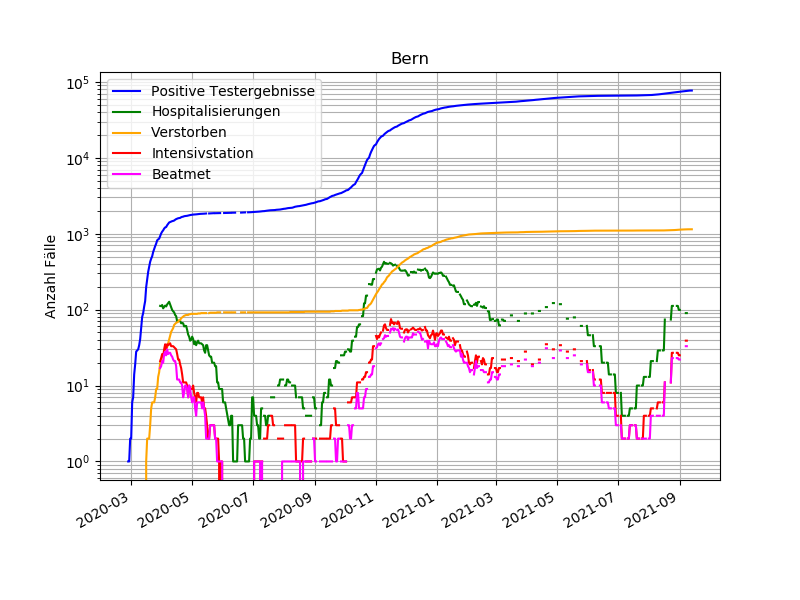 Bern
Anzahl Fälle
10^5
10^4
10^3
10^2
10^1
10^0
Positive Testergebnisse
Hospitalisierungen
Verstorben
Intensivstation
Beatmet
2020-03
2020-05
2020-07
2020-09
2020-11
2021-01
2021-03
2021-05
2021-07
2021-09